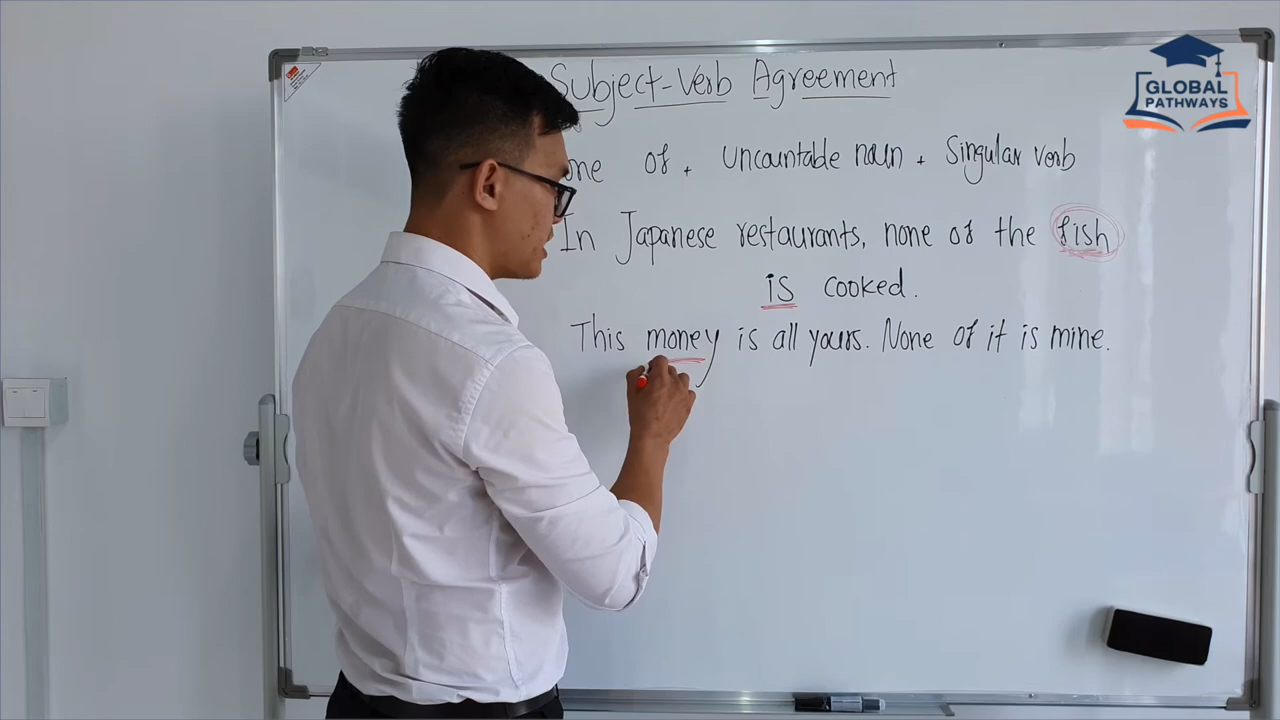 Subject-Verb Agreement
GLOBAL
PATHWAYS
of + Uncountable noun + Singular verb
In Japanese restaurants, none of the fish
is cooked.
This money is all yours. None of it is mine.